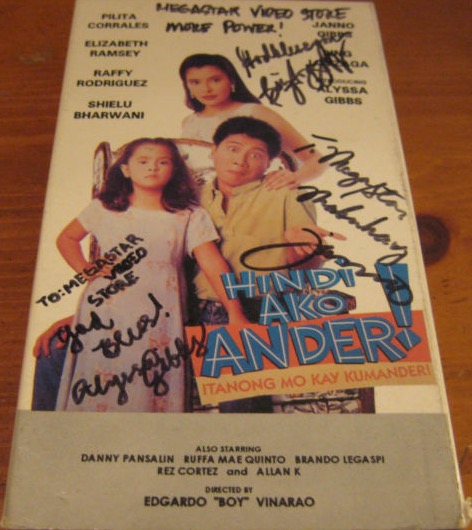 MEGASTAR VIDEO STORE
MORE POWER!
PILITA
CORRALES
ELIZABETH
RAMSEY
RAFFY
RODRIGUEZ
SHIELU
BHARWANI
JANNO
GIBBS
ALYSSA
GIBBS
To: Megastar
Mabuhay
TO: MEGASTAR
VIDEO
STORE
God
Bless!
HINDI
AKO
ANDER!
ITANONG MO KAY KUMANDER!
ALSO STARRING
DANNY PANSALIN RUFFA MAE QUINTO BRANDO LEGASPI
REZ CORTEZ and ALLAN K
DIRECTED BY
EDGARDO "BOY" VINARAO